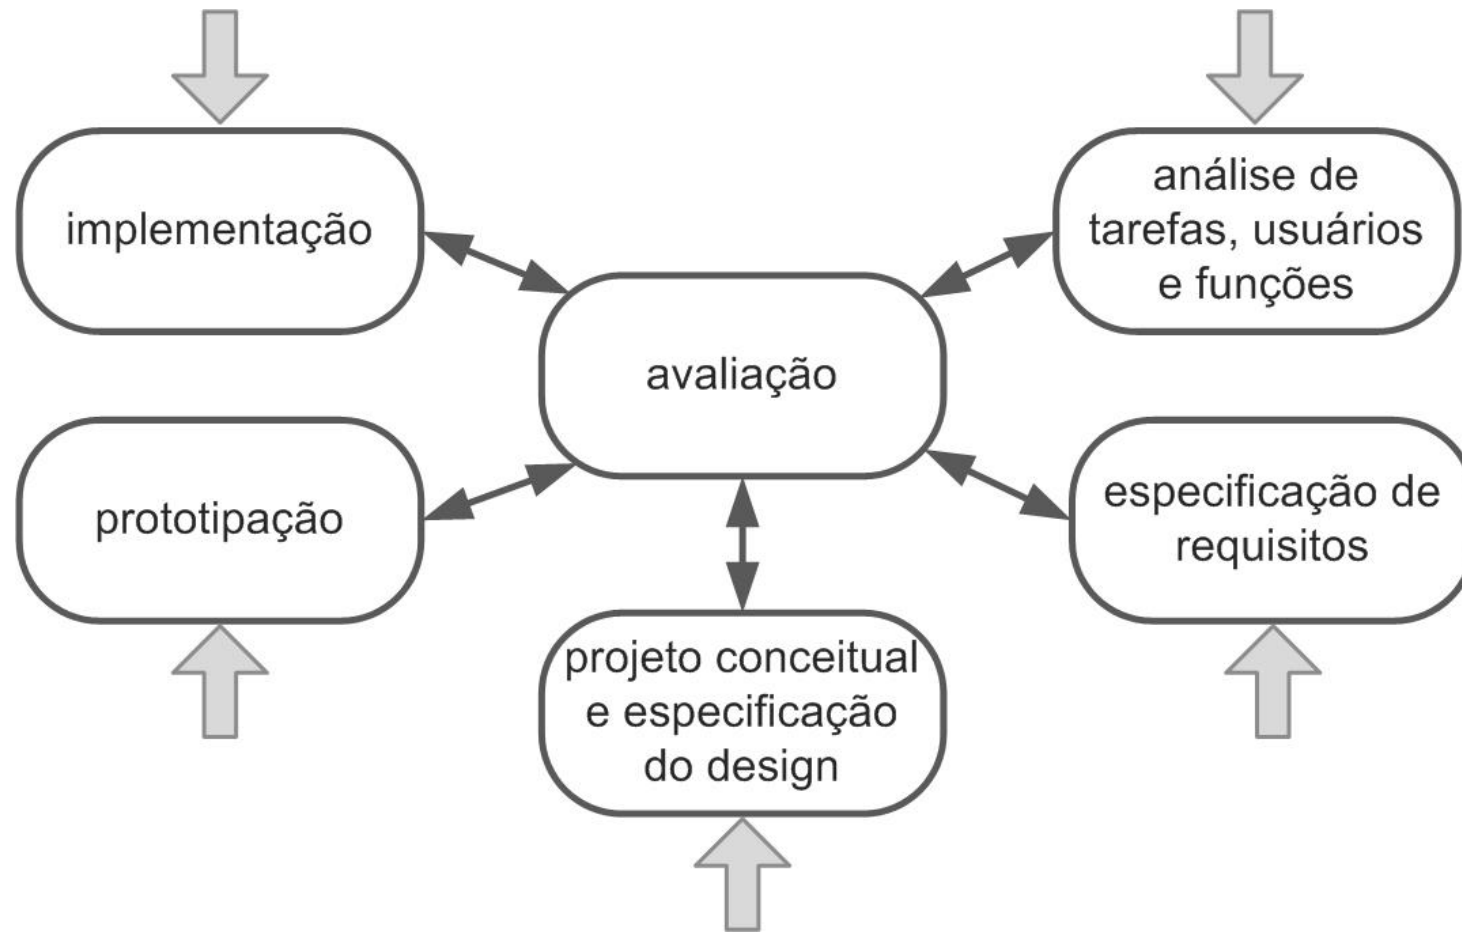 implementação
análise de
tarefas, usuários
e funções
avaliação
prototipação
especificação de
requisitos
projeto conceitual
e especificação
do design